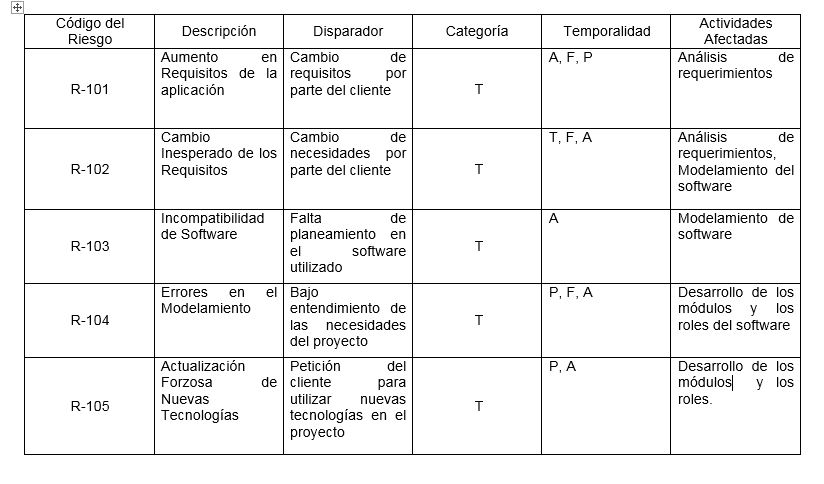 Código del
Riesgo
Descripción
Disparador
Categoría
Temporalidad
Actividades
Afectadas
R-101
Aumento en
Requisitos de la
aplicación
Cambio de
requisitos por
parte del cliente
T
A, F, P
Análisis de
requerimientos
R-102
Cambio
Inesperado de los
Requisitos
Cambio de
necesidades por
parte del cliente
T
T, F, A
Análisis de
requerimientos,
Modelamiento del
software
R-103
Incompatibilidad
de Software
Falta de
planeamiento en
el software
utilizado
T
A
Modelamiento de
software
R-104
Errores en el
Modelamiento
Bajo
entendimiento de
las necesidades
del proyecto
T
P, F, A
Desarrollo de los
módulos y los
roles del software
R-105
Actualización
Forzosa de
Nuevas
Tecnologías
Petición del
cliente para
utilizar nuevas
tecnologías en el
proyecto
T
P, A
Desarrollo de los
módulos y los
roles.